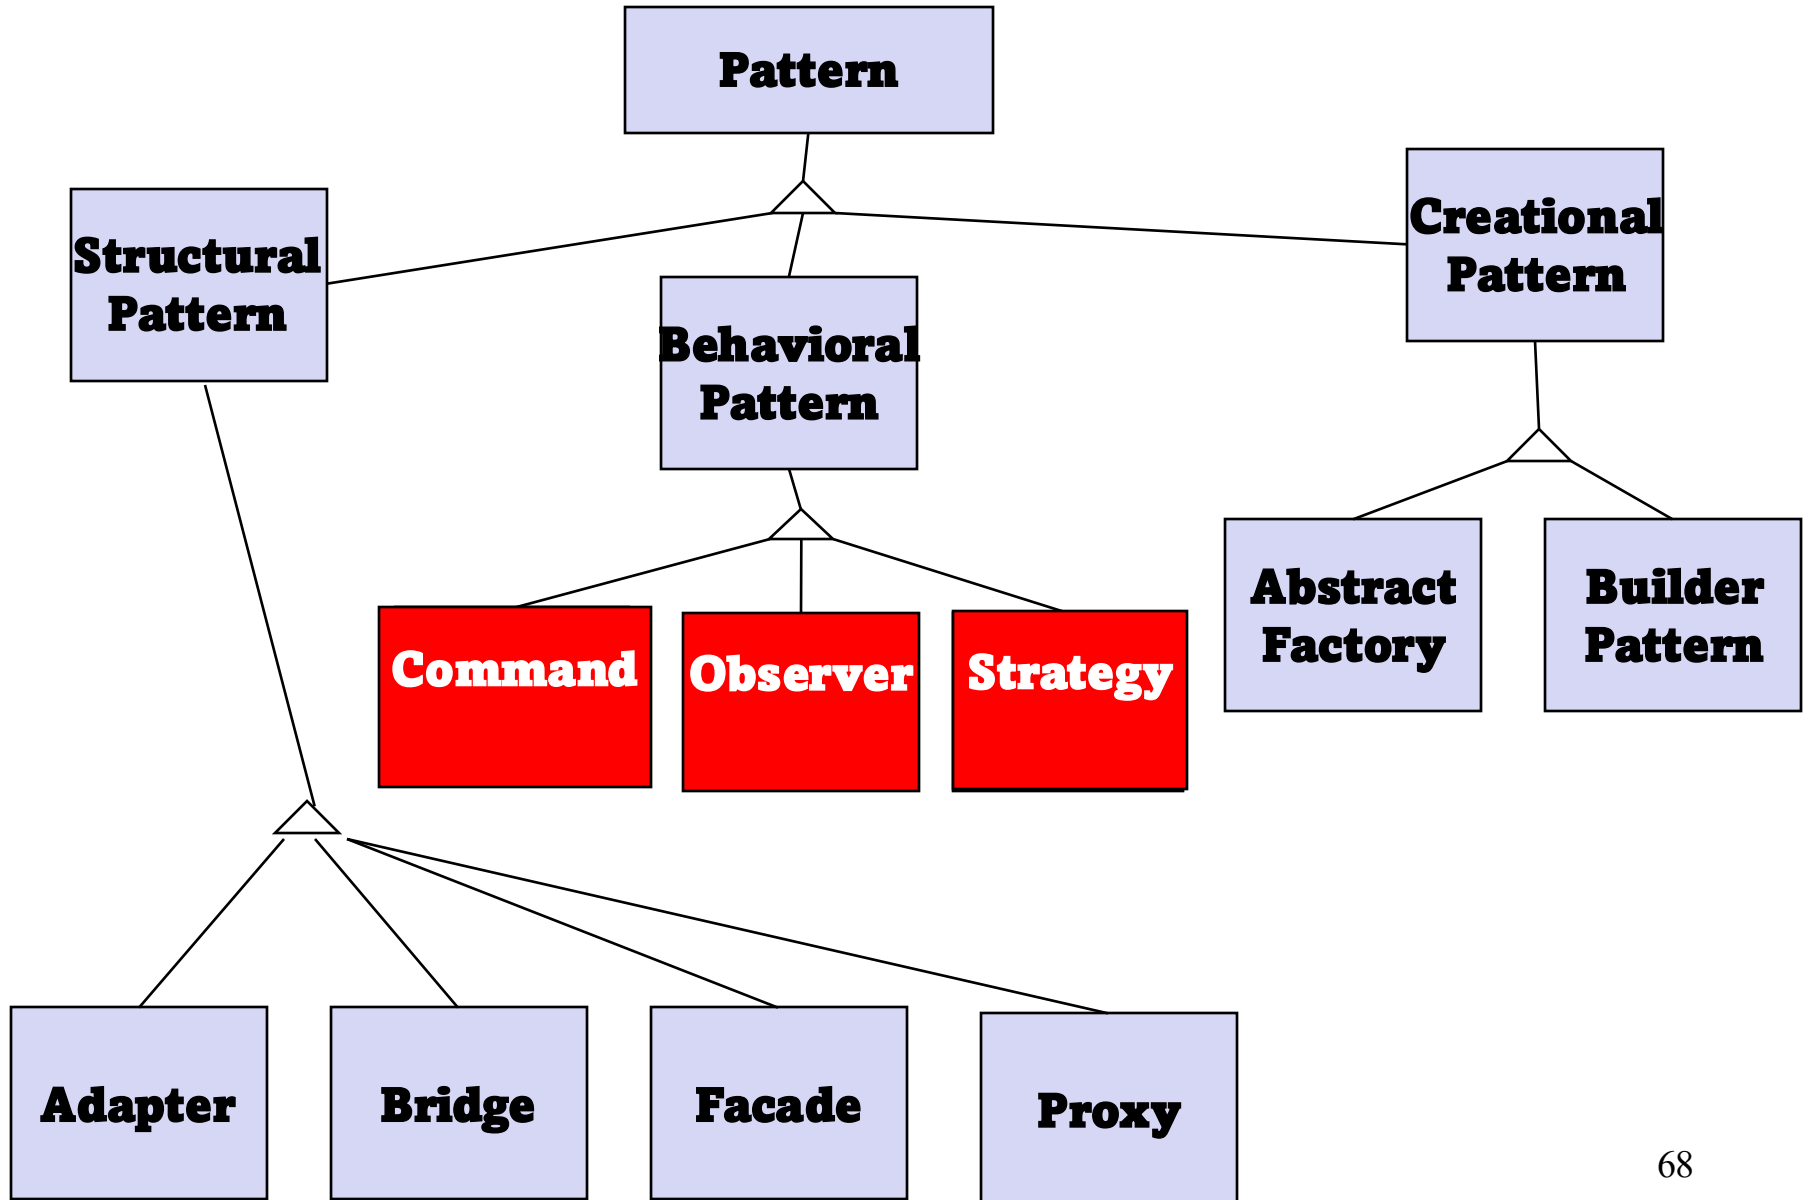 Pattern
Structural
Pattern
Behavioral
Pattern
Creational
Pattern
Command
Observer
Strategy
Abstract
Factory
Builder
Pattern
Adapter
Bridge
Facade
Proxy
68